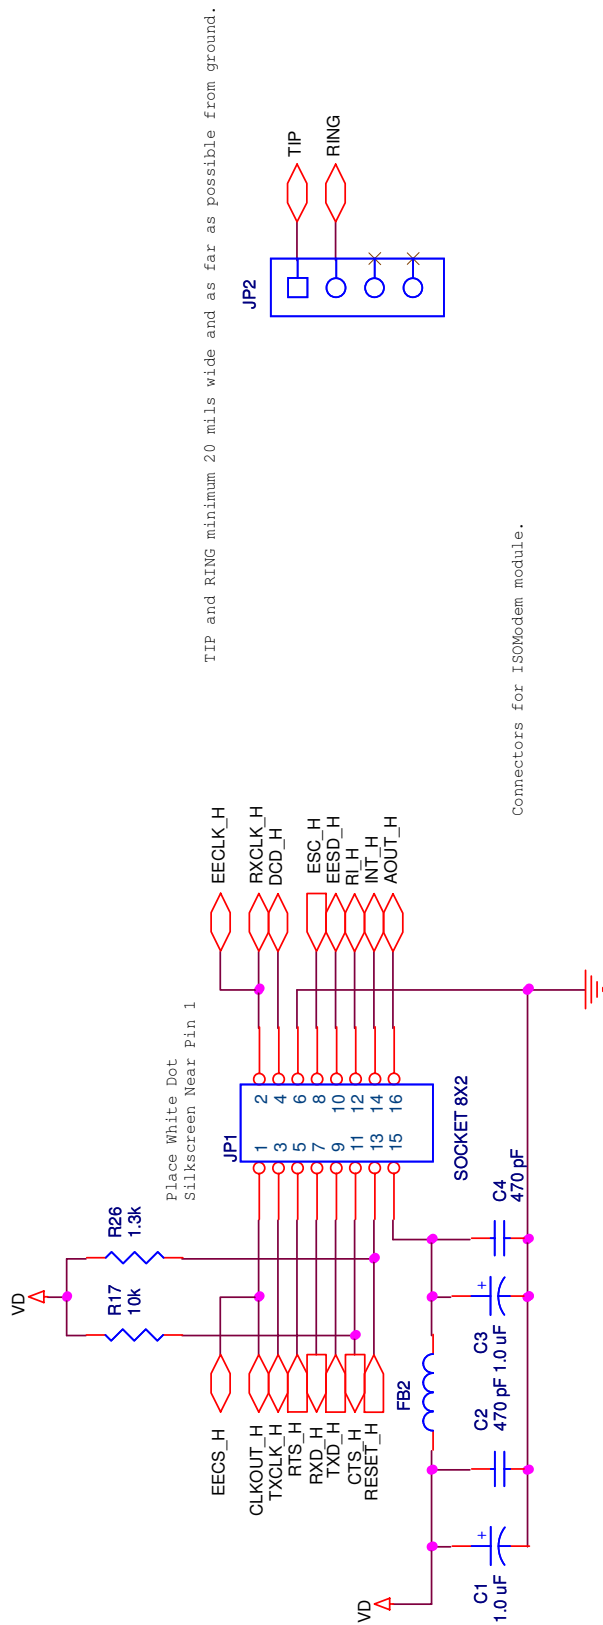 TIP and RING minimum 20 mils wide and as far as possible from ground.
JP2
TIP
RING
Connectors for ISOModem module.
Place White Dot
Silkscreen Near Pin 1
VD
R17
10k
R26
1.3k
JP1
SOCKET 8X2
1
2
3
4
5
6
7
8
9
10
11
12
13
14
15
16
EECS_H
CLKOUT_H
TXCLK_H
RTS_H
RXD_H
TXD_H
CTS_H
RESET_H
EECLK_H
RXCLK_H
DCD_H
ESC_H
EESD_H
RI_H
INT_H
AOUT_H
VD
FB2
C1
1.0 uF
+
C2
470 pF
C3
1.0 uF
+
C4
470 pF